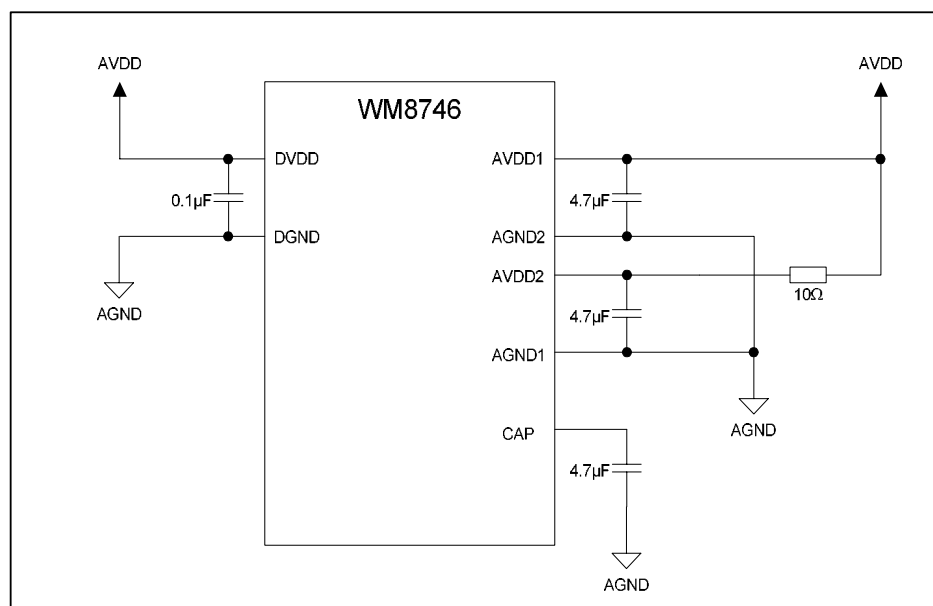 AVDD
AVDD
WM8746
DVDD
AVDD1
0.1µF
4.7µF
DGND
AGND2
AVDD2
10Ω
AGND
4.7µF
AGND1
AGND
CAP
4.7µF
AGND